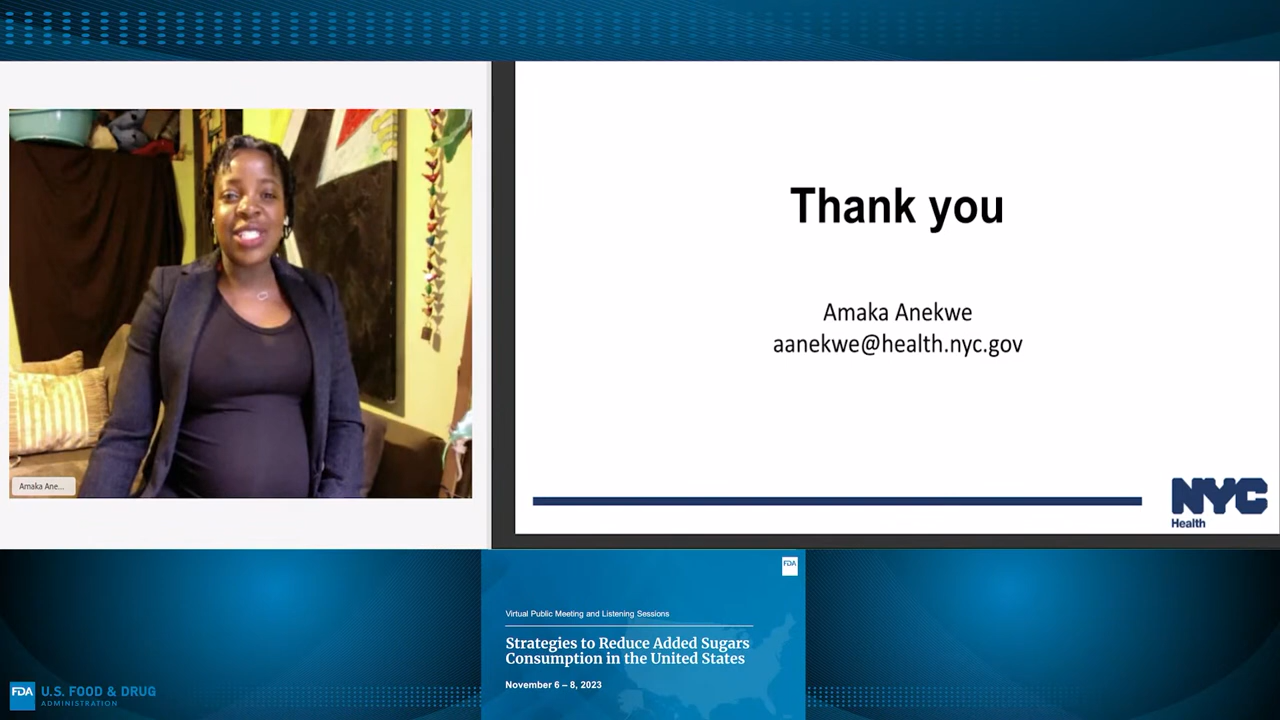 Thank you
Amaka Anekwe
aanekwe@health.nyc.gov
Amaka Ane...
NYC
Health
FDA
Virtual Public Meeting and Listening Sessions
Strategies to Reduce Added Sugars
Consumption in the United States
November 6 – 8, 2023
FDA U.S. FOOD & DRUG
ADMINISTRATION